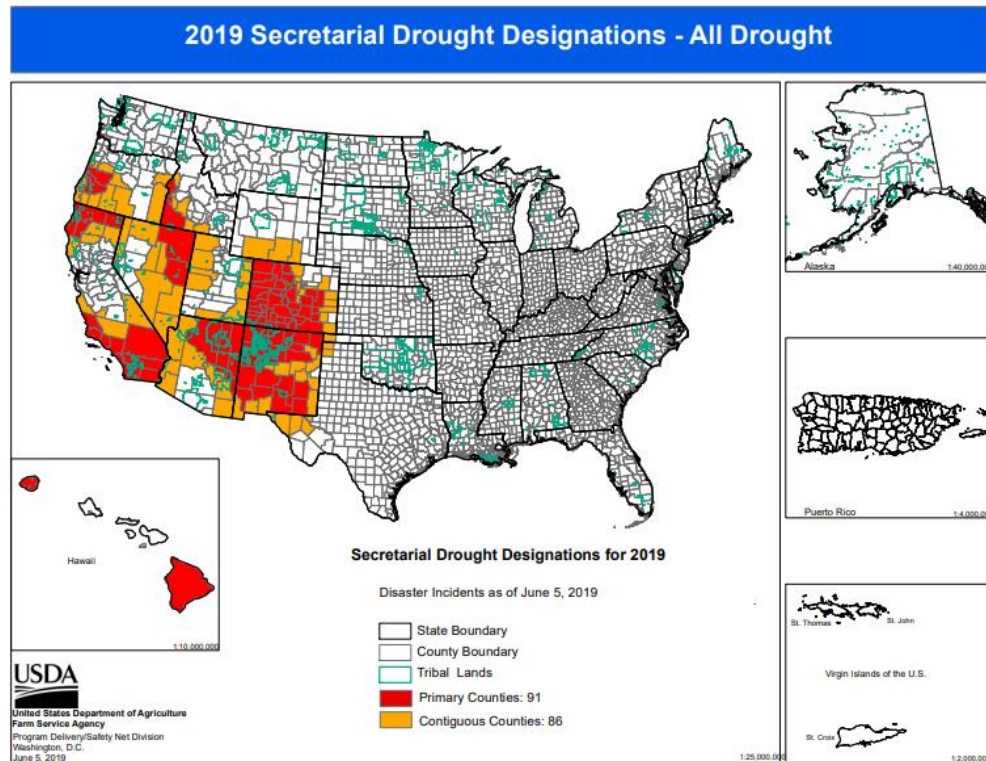 2019 Secretarial Drought Designations - All Drought
Alaska
1:40,000,00
Puerto Rico
1:4,000,00
Hawaii
1:10,000,000
Secretarial Drought Designations for 2019
Disaster Incidents as of June 5, 2019
State Boundary
County Boundary
Tribal Lands
Primary Counties: 91
Contiguous Counties: 86
St. Thomas
St. John
Virgin Islands of the U.S.
St. Croix
1:25,000,000
1:2,000,00
USDA
United States Department of Agriculture
Farm Service Agency
Program Delivery/Safety Net Division
Washington, D.C.
June 5, 2019